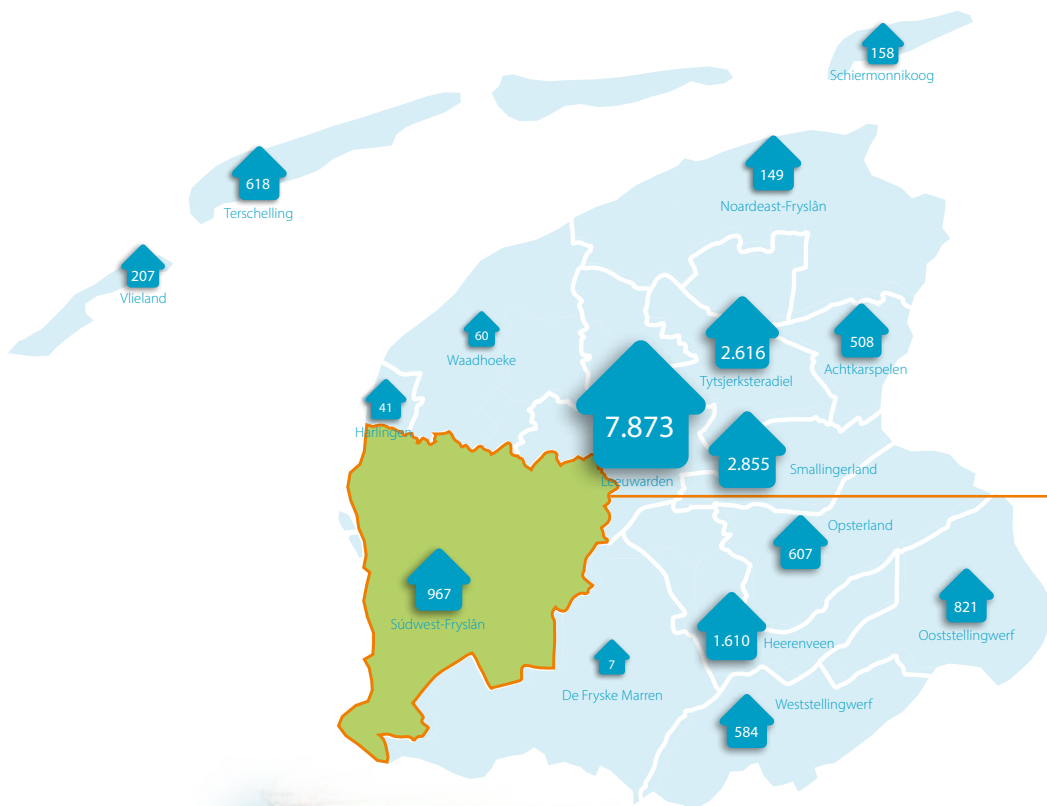 158
Schiermonnikoog
149
Noardeast-Fryslân
618
Terschelling
207
Vlieland
60
Waadhoeke
2.616
Tytsjerksteradiel
508
Achtkarspelen
41
Harlingen
7.873
Leeuwarden
2.855
Smallingerland
Opsterland
607
967
Súdwest-Fryslân
821
Ooststellingwerf
1.610
Heerenveen
7
De Fryske Marren
Weststellingwerf
584